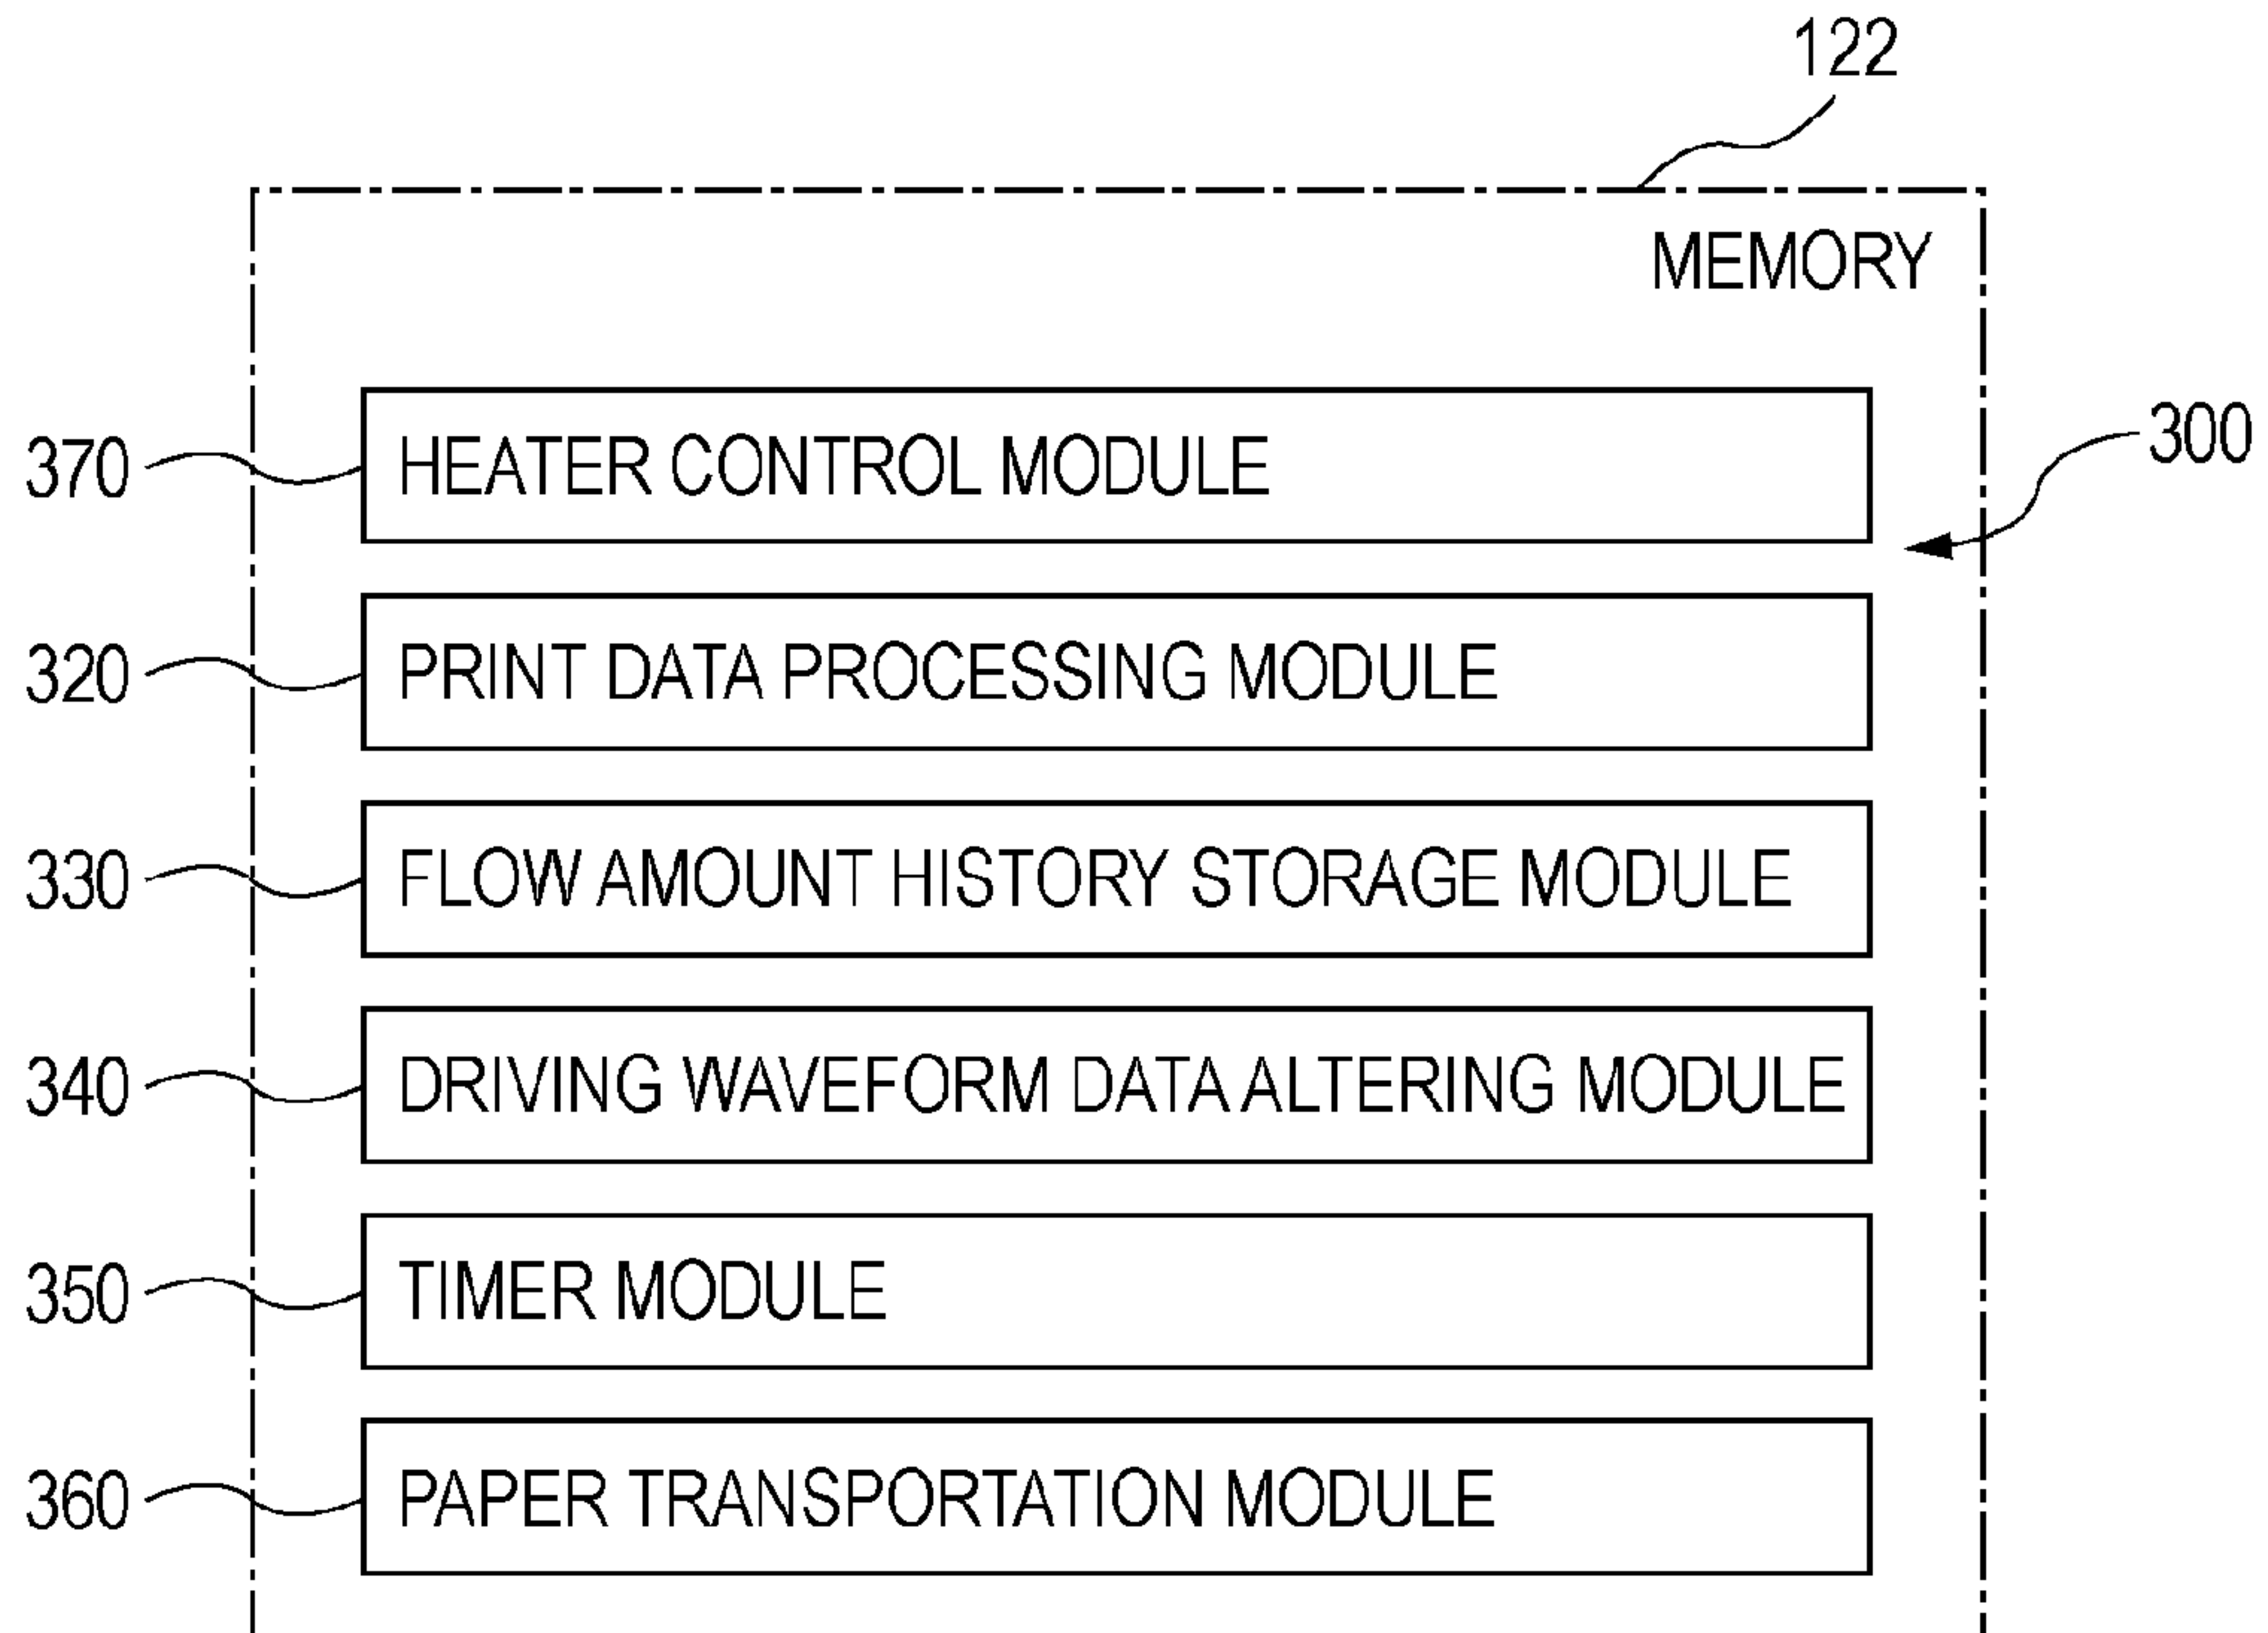 122
MEMORY
300
370 HEATER CONTROL MODULE
320 PRINT DATA PROCESSING MODULE
330 FLOW AMOUNT HISTORY STORAGE MODULE
340 DRIVING WAVEFORM DATA ALTERING MODULE
350 TIMER MODULE
360 PAPER TRANSPORTATION MODULE